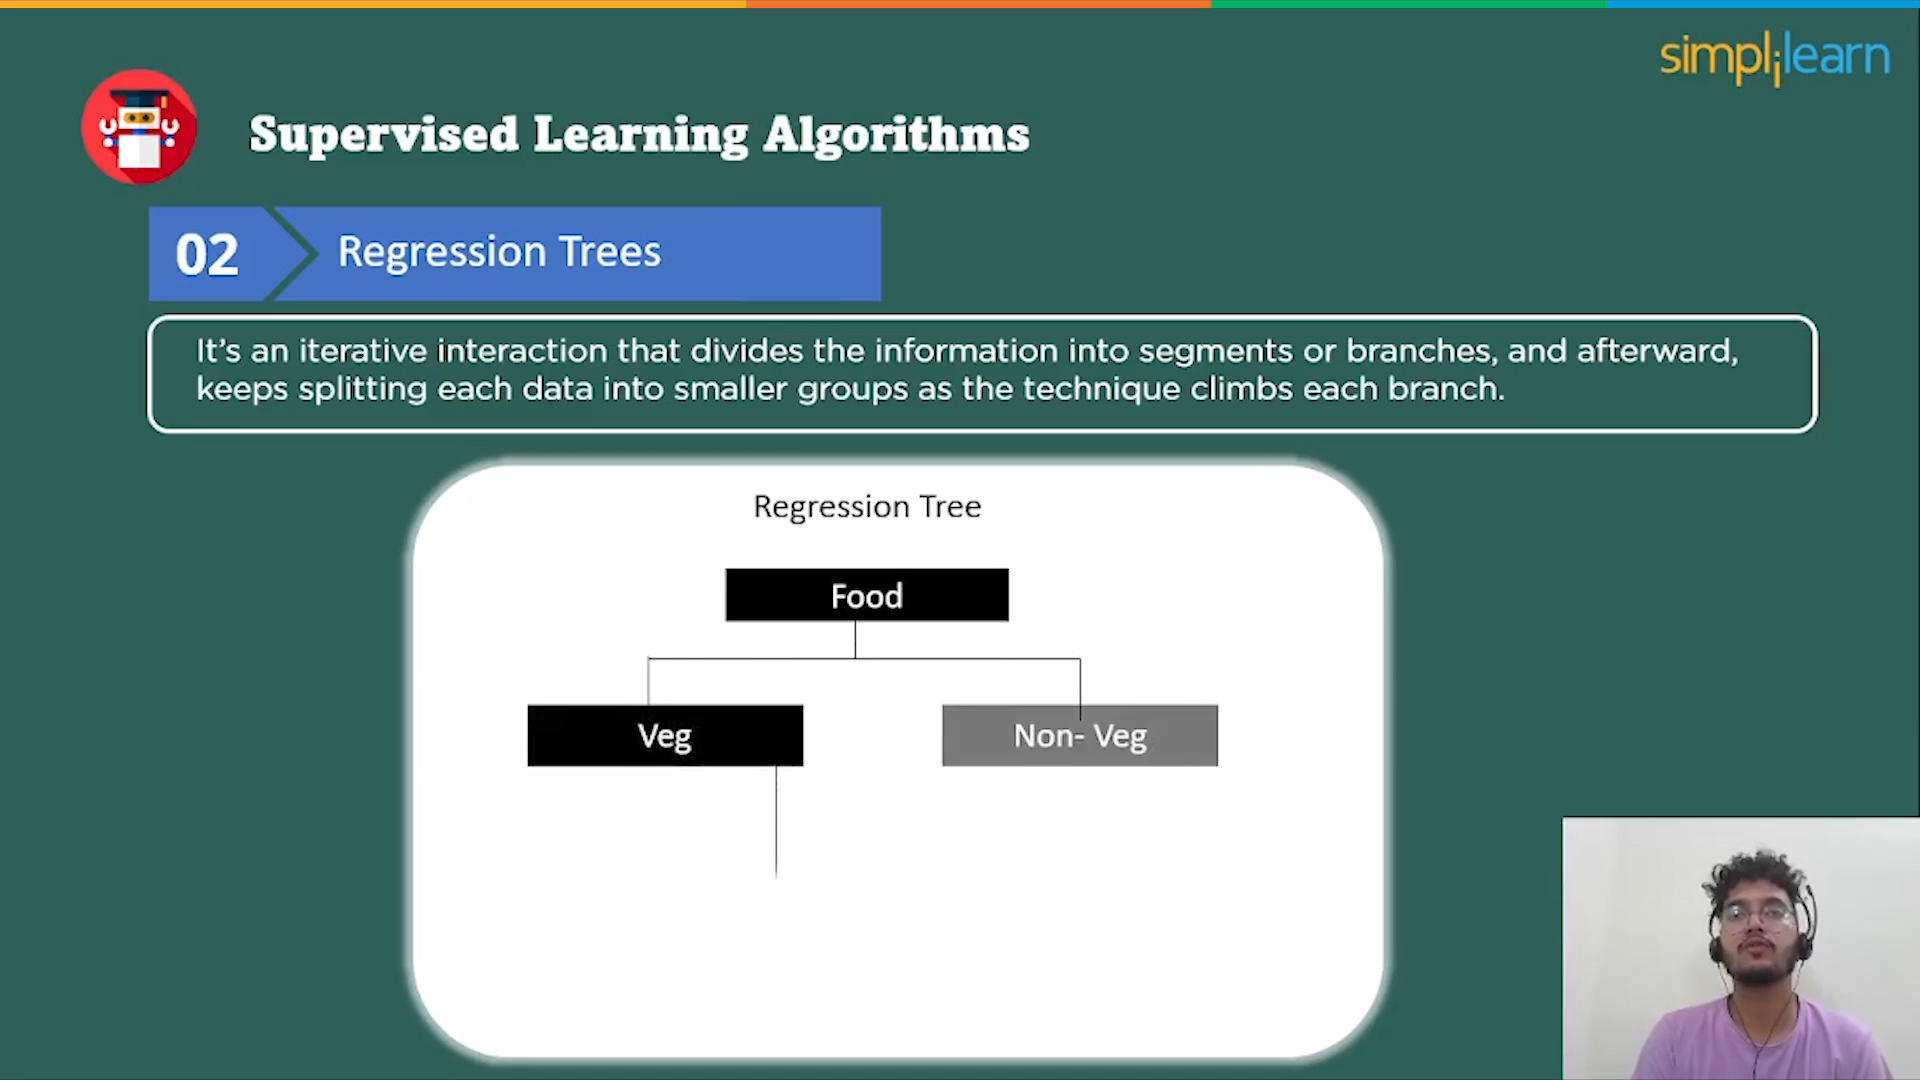 simplilearn
Supervised Learning Algorithms
02
Regression Trees
It's an iterative interaction that divides the information into segments or branches, and afterward,
keeps splitting each data into smaller groups as the technique climbs each branch.
Regression Tree
Food
Veg
Non- Veg